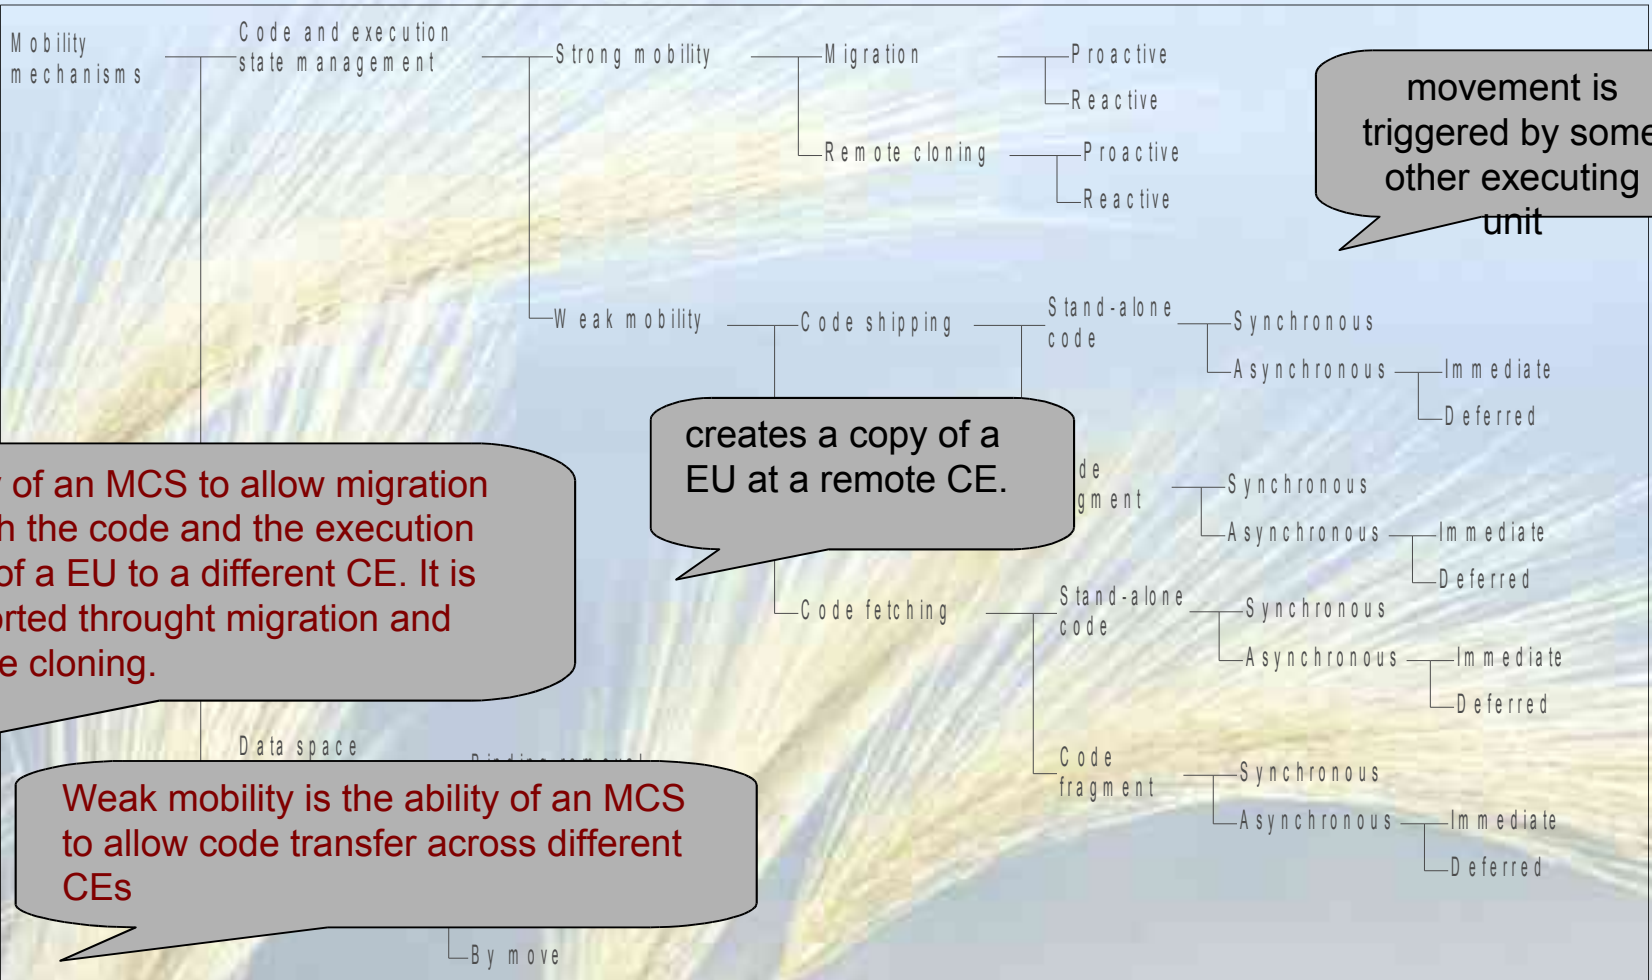 Mobility
mechanisms
Code and execution
state management
Strong mobility
Migration
Proactive
Reactive
Remote cloning
Proactive
Reactive
movement is
triggered by some
other executing
unit
Weak mobility
Code shipping
Stand-alone
code
Synchronous
Asynchronous
Immediate
Deferred
creates a copy of a
EU at a remote CE.
Synchronous
Asynchronous
Immediate
Deferred
of an MCS to allow migration
the code and the execution
of a EU to a different CE. It is
throught migration and
cloning.
Code fetching
Stand-alone
code
Synchronous
Asynchronous
Immediate
Deferred
Code
fragment
Synchronous
Asynchronous
Immediate
Deferred
Data space
Weak mobility is the ability of an MCS
to allow code transfer across different
CEs
By move